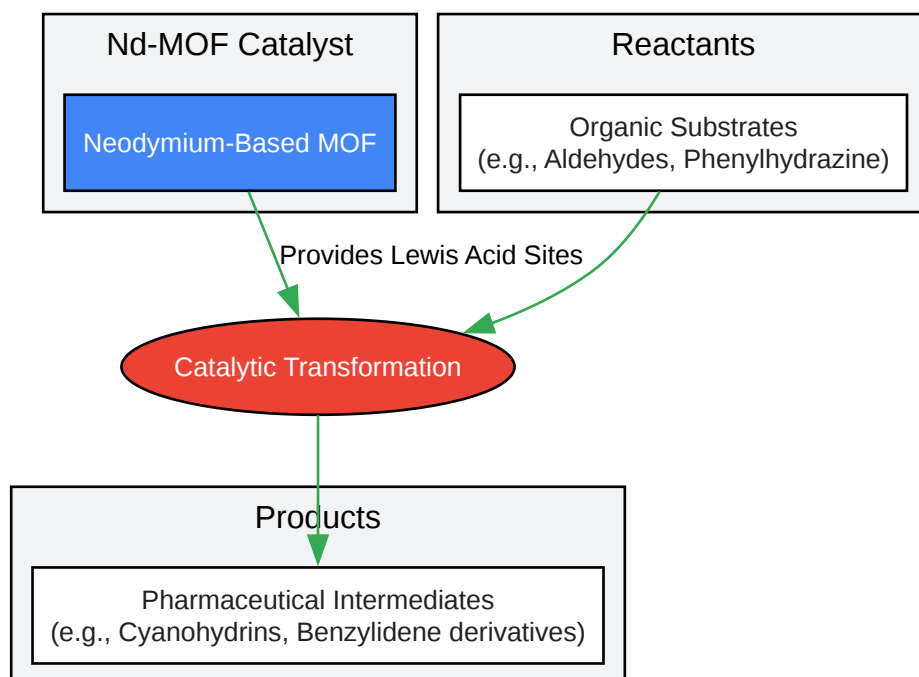 Nd-MOF Catalyst
Neodymium-Based MOF
Reactants
Organic Substrates
(e.g., Aldehydes, Phenylhydrazine)
Provides Lewis Acid Sites
Catalytic Transformation
Products
Pharmaceutical Intermediates
(e.g., Cyanohydrins, Benzylidene derivatives)